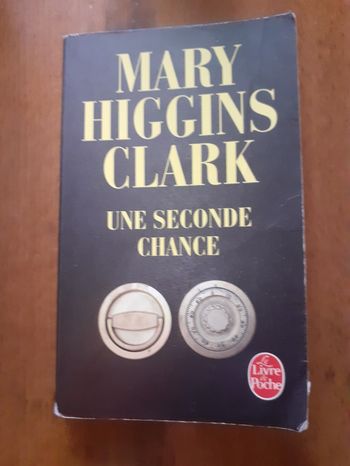 MARY
HIGGINS
CLARK
UNE SECONDE
CHANCE
Le
Livre
de
Poche